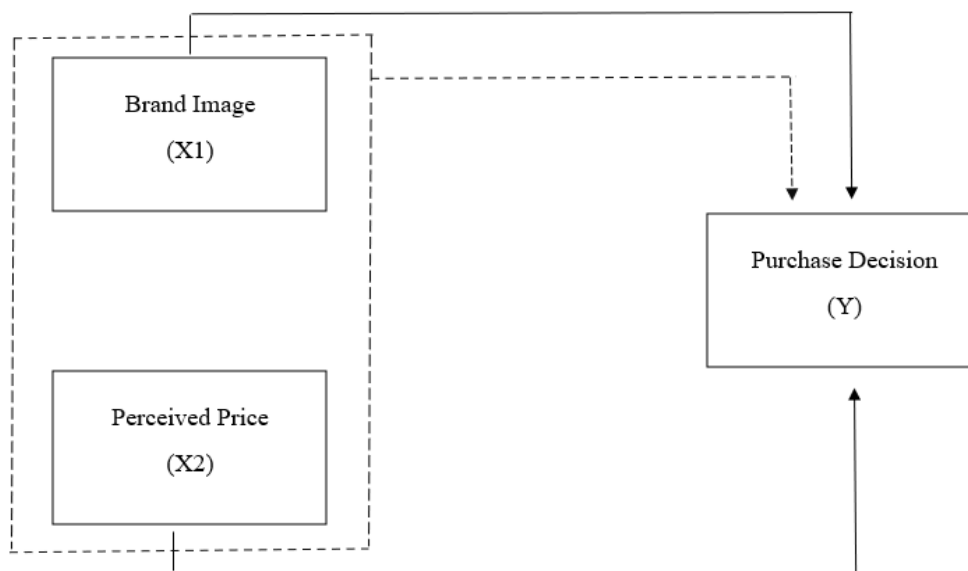 Brand Image
(X1)
Purchase Decision
(Y)
Perceived Price
(X2)